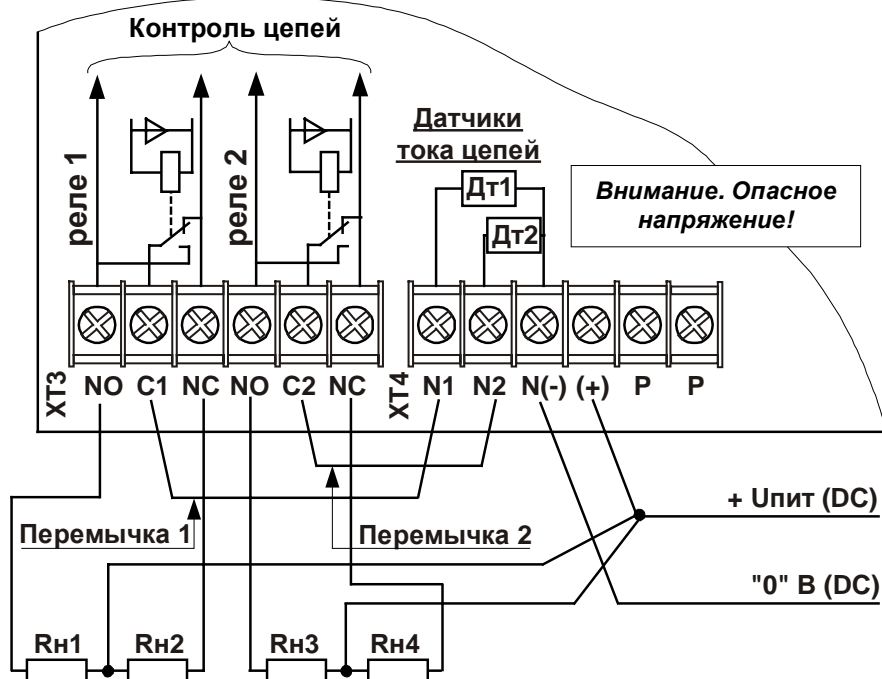 Контроль цепей
реле 1
реле 2
Датчики
тока цепей
Дт1
Дт2
Внимание. Опасное
напряжение!
XT3
NO C1 NC NO C2 NC
XT4
N1 N2 N(-) (+) P P
+ Uпит (DC)
Перемычка 1
Перемычка 2
"0" В (DC)
Rн1 Rн2 Rн3 Rн4